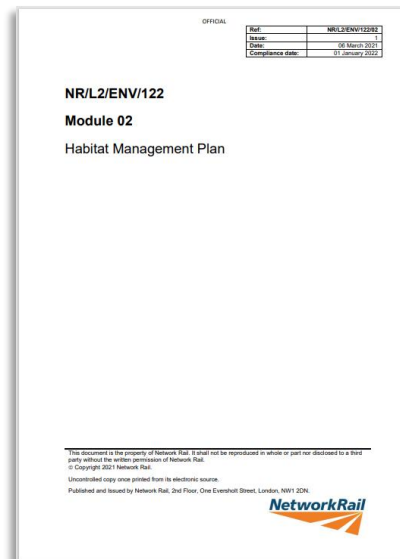 OFFICIAL
Ref: NR/L2/ENV/122/02
Issue: 1
Date: 06 March 2021
Compliance date: 01 January 2022
NR/L2/ENV/122
Module 02
Habitat Management Plan
This document is the property of Network Rail. It shall not be reproduced in whole or part nor disclosed to a third
party without the written permission of Network Rail.
© Copyright 2021 Network Rail.
Uncontrolled copy once printed from its electronic source.
Published and Issued by Network Rail, 2nd Floor, One Eversholt Street, London, NW1 2DN.
NetworkRail